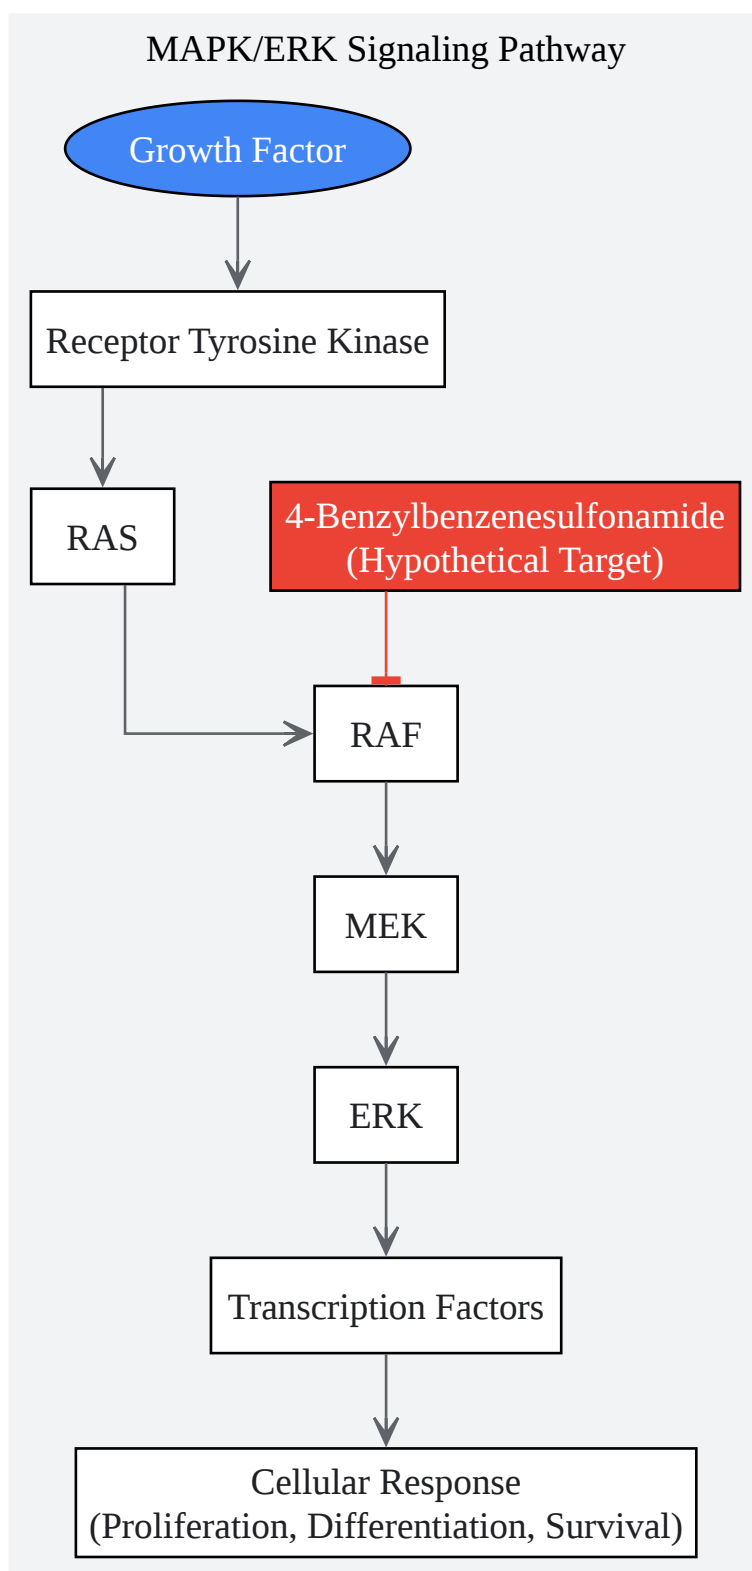 MAPK/ERK Signaling Pathway
Growth Factor
Receptor Tyrosine Kinase
RAS
4-Benzylbenzenesulfonamide
(Hypothetical Target)
RAF
MEK
ERK
Transcription Factors
Cellular Response
(Proliferation, Differentiation, Survival)